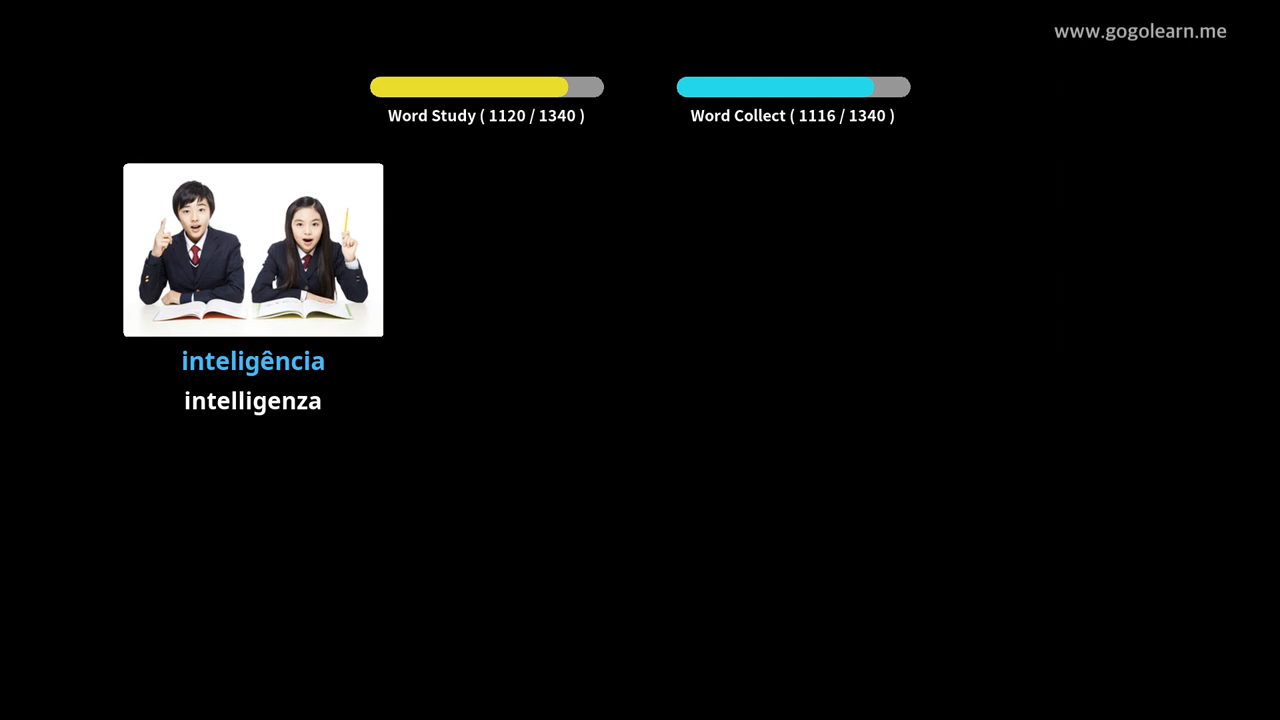 www.gogolearn.me
Word Study ( 1120 / 1340 )
Word Collect ( 1116 / 1340 )
inteligência
intelligenza